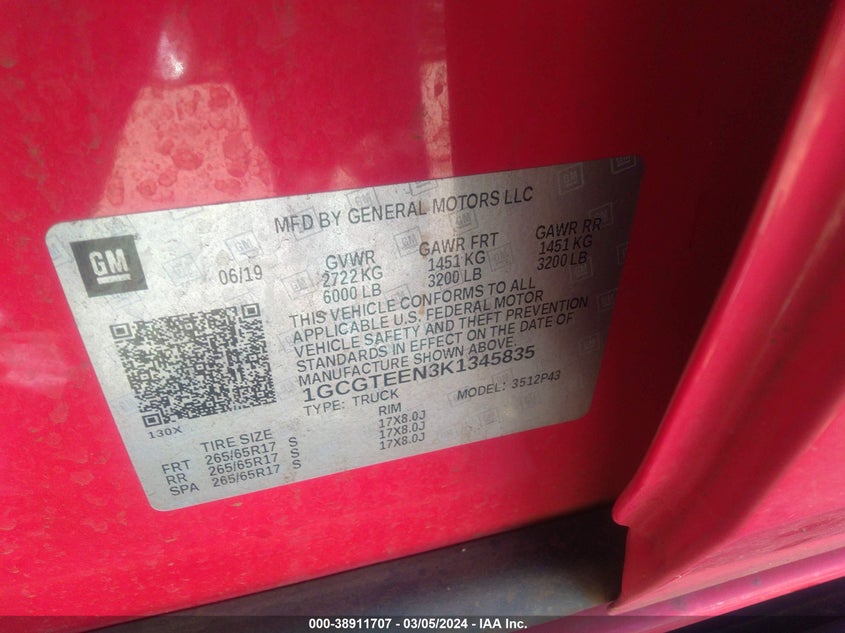 MFD BY GENERAL MOTORS LLC
GM
06/19
GVWR GAWR FRT GAWR RR
2722 KG 1451 KG 1451 KG
6000 LB 3200 LB 3200 LB
THIS VEHICLE CONFORMS TO ALL
APPLICABLE U.S. FEDERAL MOTOR
VEHICLE SAFETY AND THEFT PREVENTION
STANDARDS IN EFFECT ON THE DATE OF
MANUFACTURE SHOWN ABOVE.
1GCGTEEN3K1345835
TYPE: TRUCK MODEL: 3512P43
130X
TIRE SIZE RIM
FRT 265/65R17 S 17X8.0J
RR 265/65R17 S 17X8.0J
SPA 265/65R17 S 17X8.0J
000-38911707 - 03/05/2024 - IAA Inc.